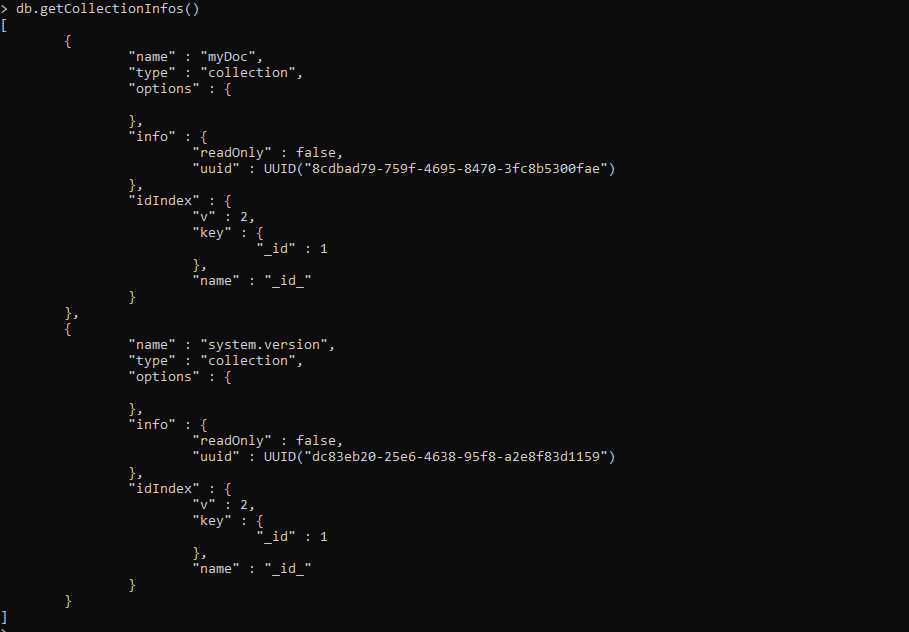 > db.getCollectionInfos()
[
        {
                "name" : "myDoc",
                "type" : "collection",
                "options" : {

                },
                "info" : {
                        "readOnly" : false,
                        "uuid" : UUID("8cdbad79-759f-4695-8470-3fc8b5300fae")
                },
                "idIndex" : {
                        "v" : 2,
                        "key" : {
                                "_id" : 1
                        },
                        "name" : "_id_"
                }
        },
        {
                "name" : "system.version",
                "type" : "collection",
                "options" : {

                },
                "info" : {
                        "readOnly" : false,
                        "uuid" : UUID("dc83eb20-25e6-4638-95f8-a2e8f83d1159")
                },
                "idIndex" : {
                        "v" : 2,
                        "key" : {
                                "_id" : 1
                        },
                        "name" : "_id_"
                }
        }
]
>